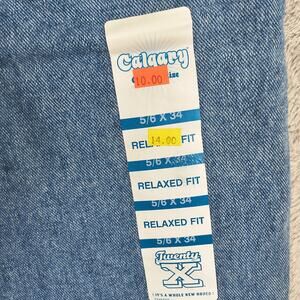 Calgary
10.00
5/6 X 34
14.00
FIT
5/6 X 34
RELAXED FIT
5/6 X 34
RELAXED FIT
5/6 X 34
Twenty
X
IT'S A WHOLE NEW RODEO